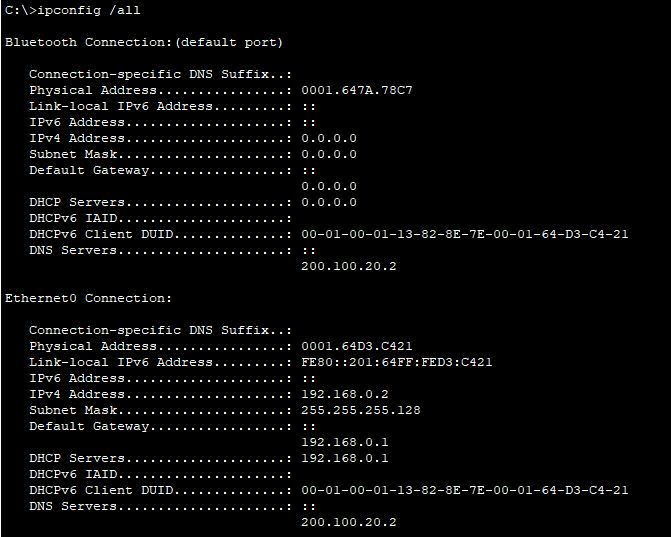 C:\>ipconfig /all
Bluetooth Connection:(default port)
Connection-specific DNS Suffix..:
Physical Address................: 0001.647A.78C7
Link-local IPv6 Address.........: ::
IPv6 Address....................: ::
IPv4 Address....................: 0.0.0.0
Subnet Mask.....................: 0.0.0.0
Default Gateway.................: ::
0.0.0.0
DHCP Servers....................: 0.0.0.0
DHCPv6 IAID.....................:
DHCPv6 Client DUID..............: 00-01-00-01-13-82-8E-7E-00-01-64-D3-C4-21
DNS Servers.....................: ::
200.100.20.2
Ethernet0 Connection:
Connection-specific DNS Suffix..:
Physical Address................: 0001.64D3.C421
Link-local IPv6 Address.........: FE80::201:64FF:FED3:C421
IPv6 Address....................: ::
IPv4 Address....................: 192.168.0.2
Subnet Mask.....................: 255.255.255.128
Default Gateway.................: ::
192.168.0.1
DHCP Servers....................: 192.168.0.1
DHCPv6 IAID.....................:
DHCPv6 Client DUID..............: 00-01-00-01-13-82-8E-7E-00-01-64-D3-C4-21
DNS Servers.....................: ::
200.100.20.2